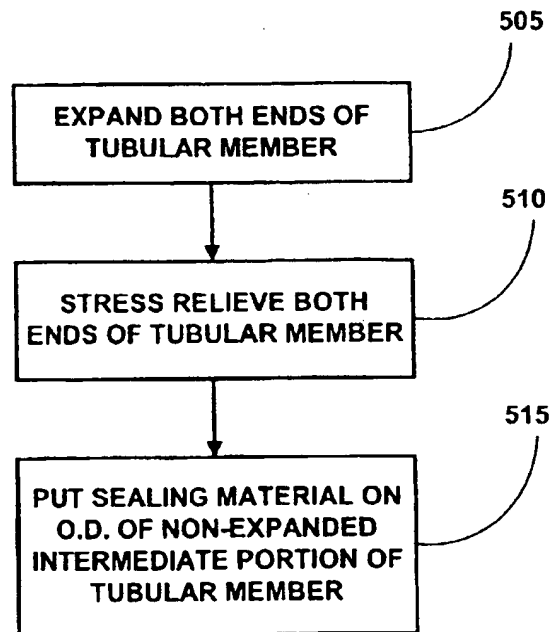 505
EXPAND BOTH ENDS OF
TUBULAR MEMBER
510
STRESS RELIEVE BOTH
ENDS OF TUBULAR MEMBER
515
PUT SEALING MATERIAL ON
O.D. OF NON-EXPANDED
INTERMEDIATE PORTION OF
TUBULAR MEMBER